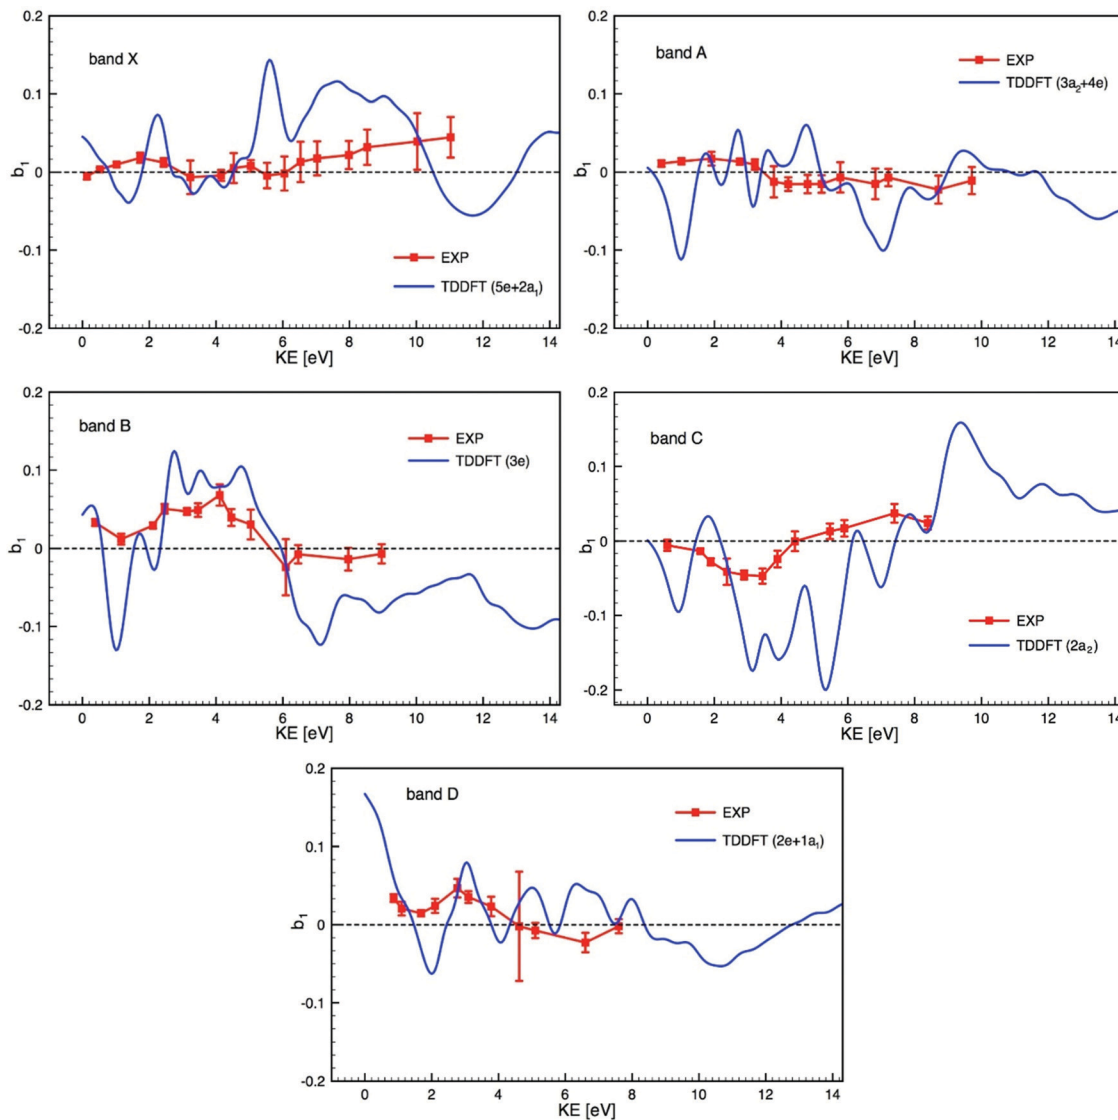 0.2
band X
0.1
b₁
0
-0.1
EXP
TDDFT (5e+2a₁)
-0.2
0 2 4 6 8 10 12 14
KE [eV]
0.2
band A
EXP
TDDFT (3a₂+4e)
0.1
b₁
0
-0.1
-0.2
0 2 4 6 8 10 12 14
KE [eV]
0.2
band B
EXP
TDDFT (3e)
0.1
b₁
0
-0.1
-0.2
0 2 4 6 8 10 12 14
KE [eV]
0.2
band C
0.1
b₁
0
-0.1
EXP
TDDFT (2a₂)
-0.2
0 2 4 6 8 10 12 14
KE [eV]
0.2
band D
EXP
TDDFT (2e+1a₁)
0.1
b₁
0
-0.1
-0.2
0 2 4 6 8 10 12 14
KE [eV]